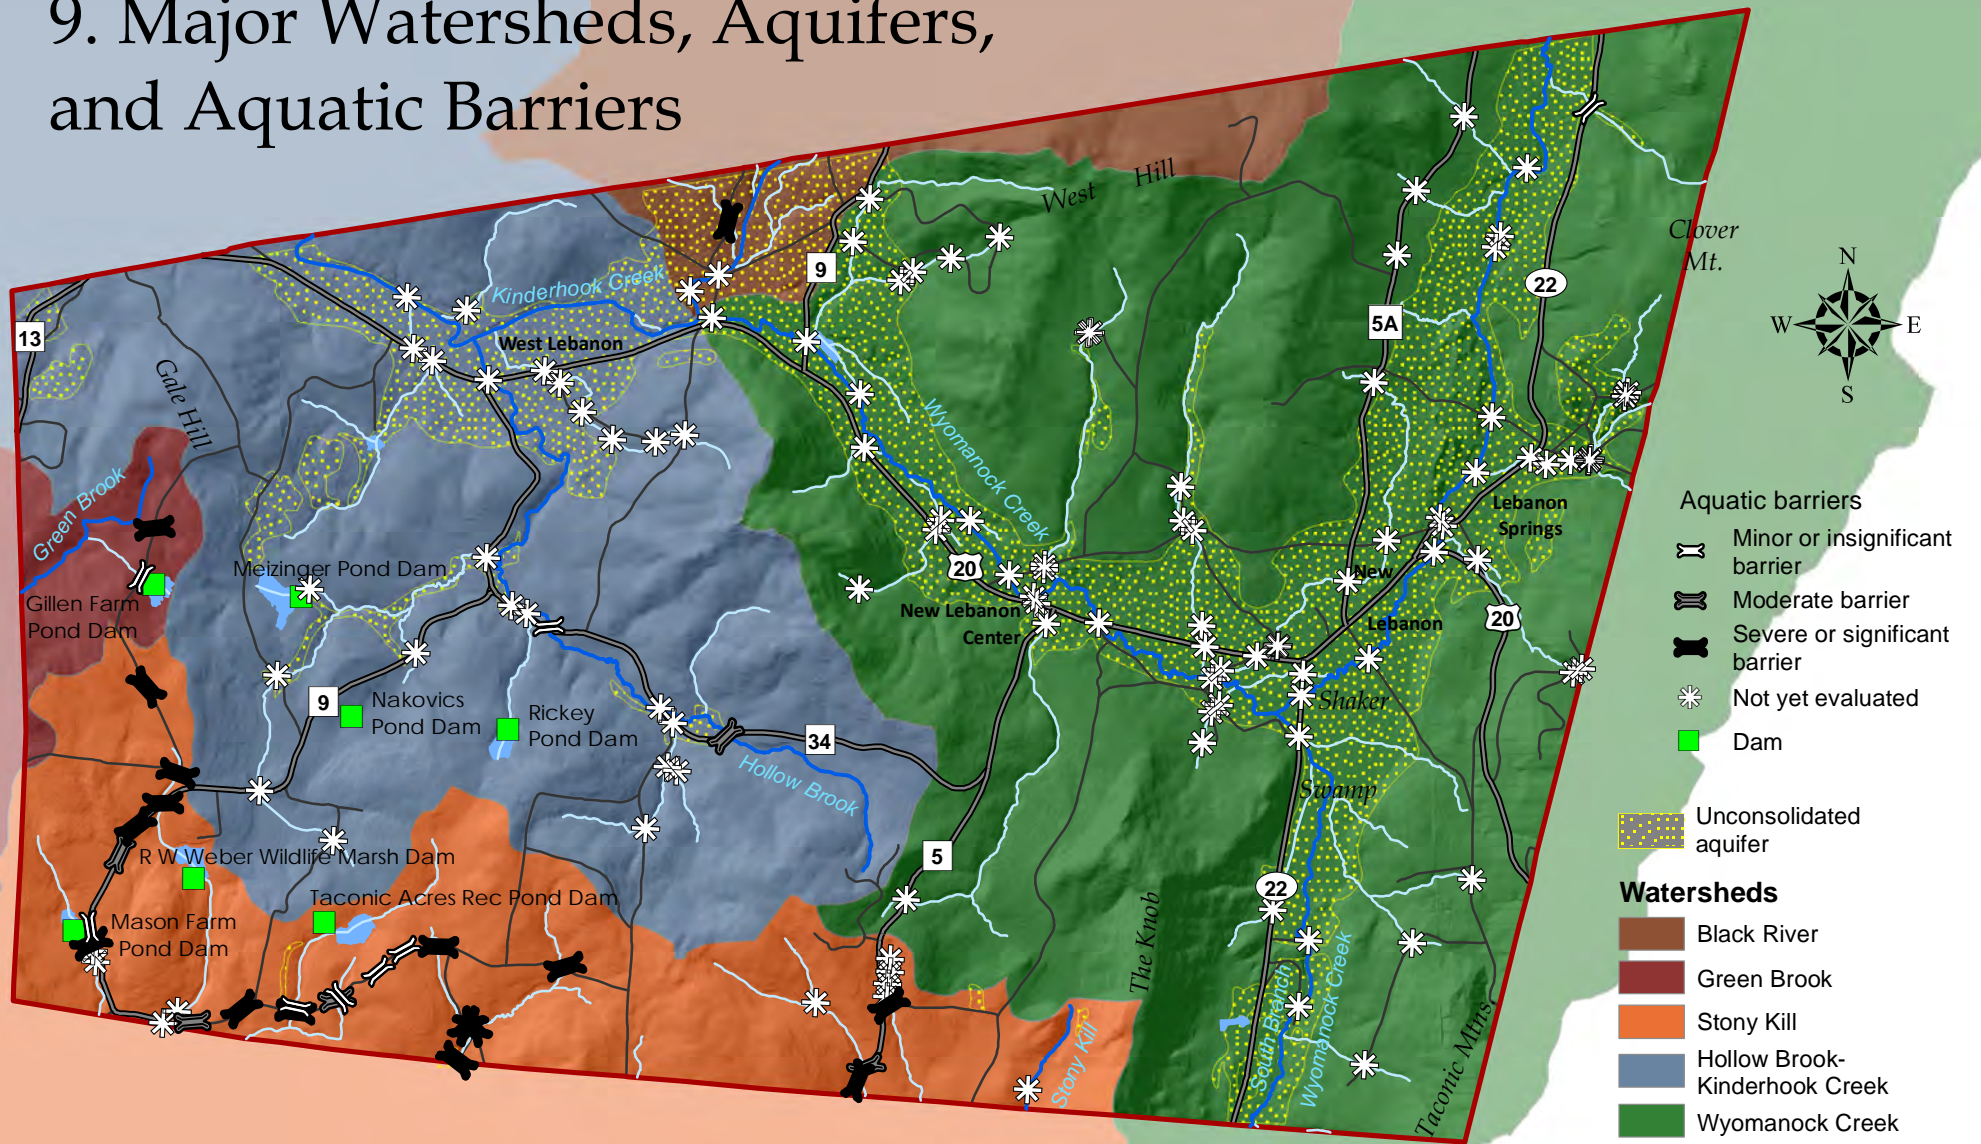 9. Major Watersheds, Aquifers,
and Aquatic Barriers
West Hill
Clover
Mt.
N
W
E
S
9
22
13
5A
Kinderhook Creek
West Lebanon
Gale Hill
Wyomanock Creek
Green Brook
Lebanon
Springs
Meizinger Pond Dam
20
New
Gillen Farm
Pond Dam
New Lebanon
Center
Lebanon
20
9
Nakovics
Pond Dam
Rickey
Pond Dam
34
Shaker
Hollow Brook
Swamp
R W Weber Wildlife Marsh Dam
5
Taconic Acres Rec Pond Dam
22
Mason Farm
Pond Dam
The Knob
South Branch
Wyomanock Creek
Stony Kill
Taconic Mtns.
Aquatic barriers
Minor or insignificant
barrier
Moderate barrier
Severe or significant
barrier
Not yet evaluated
Dam
Unconsolidated
aquifer
Watersheds
Black River
Green Brook
Stony Kill
Hollow Brook-
Kinderhook Creek
Wyomanock Creek